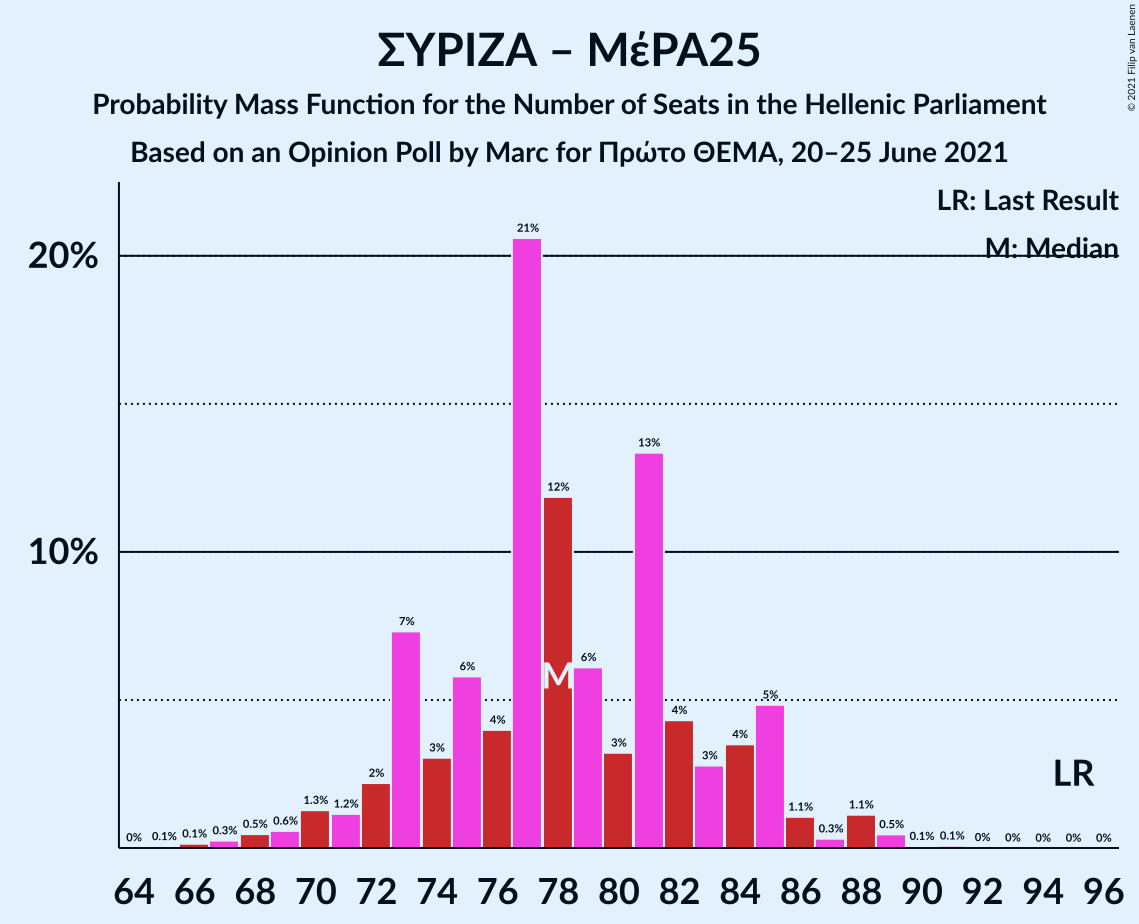 ΣΥΡΙΖΑ – ΜέΡΑ25
Probability Mass Function for the Number of Seats in the Hellenic Parliament
Based on an Opinion Poll by Marc for Πρώτο ΘΕΜΑ, 20–25 June 2021
© 2021 Filip van Laenen
LR: Last Result
M: Median
20%
10%
0% 0.1% 0.1% 0.3% 0.5% 0.6% 1.3% 1.2% 2% 7% 3% 6% 4% 21% 12% 6% 3% 13% 4% 3% 4% 5% 1.1% 0.3% 1.1% 0.5% 0.1% 0.1% 0% 0% 0% 0% 0%
M
LR
64 66 68 70 72 74 76 78 80 82 84 86 88 90 92 94 96